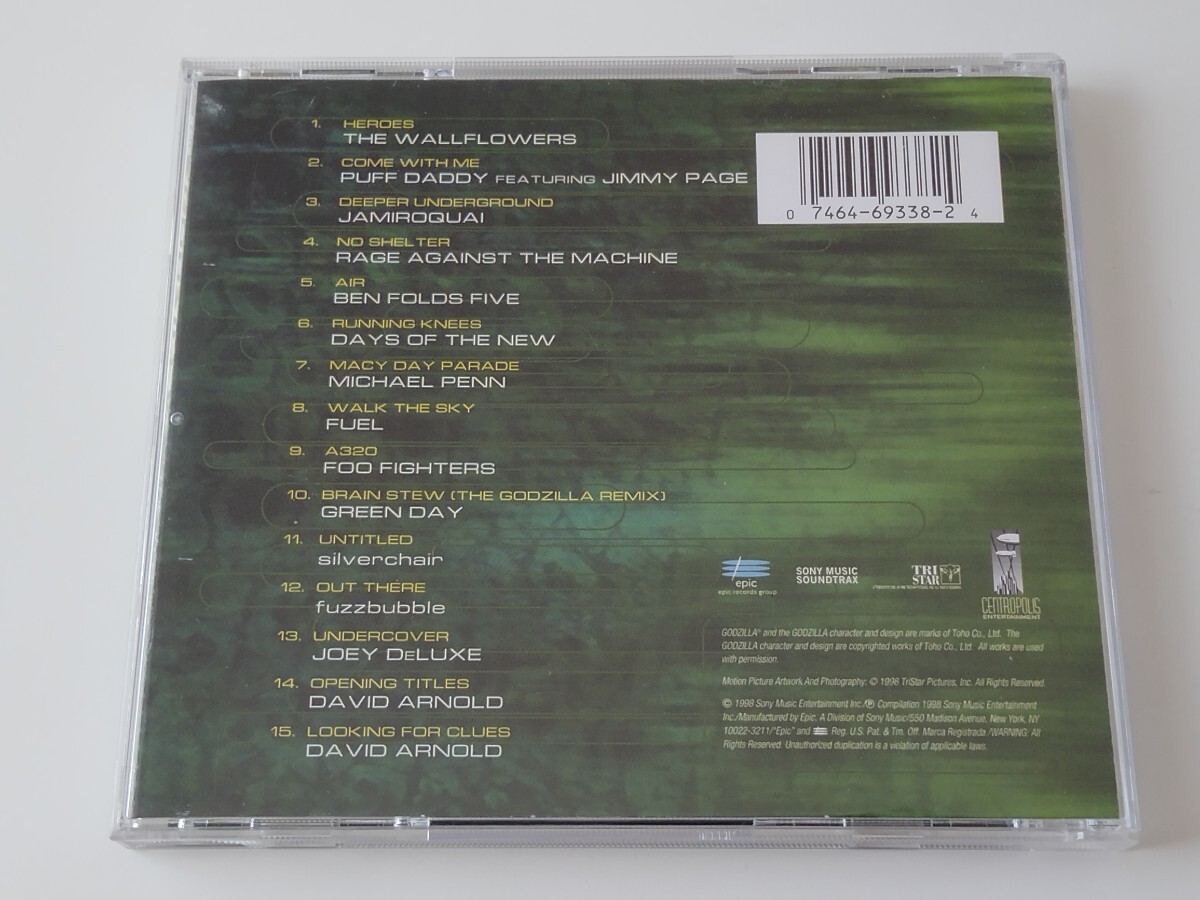 1. HEROES
THE WALLFLOWERS
2. COME WITH ME
PUFF DADDY FEATURING JIMMY PAGE
3. DEEPER UNDERGROUND
JAMIROQUAI
4. NO SHELTER
RAGE AGAINST THE MACHINE
5. AIR
BEN FOLDS FIVE
6. RUNNING KNEES
DAYS OF THE NEW
7. MACY DAY PARADE
MICHAEL PENN
8. WALK THE SKY
FUEL
9. A320
FOO FIGHTERS
10. BRAIN STEW (THE GODZILLA REMIX)
GREEN DAY
11. UNTITLED
silverchair
12. OUT THERE
fuzzbubble
13. UNDERCOVER
JOEY DeLUXE
14. OPENING TITLES
DAVID ARNOLD
15. LOOKING FOR CLUES
DAVID ARNOLD
0 7464-69338-2 4
epic
epic records group
SONY MUSIC
SOUNDTRAX
TRI
STAR
CENTROPOLIS
ENTERTAINMENT
GODZILLA® and the GODZILLA character and design are marks of Toho Co., Ltd. The
GODZILLA character and design are copyrighted works of Toho Co., Ltd. All works are used
with permission.
Motion Picture Artwork And Photography: © 1998 TriStar Pictures, Inc. All Rights Reserved.
© 1998 Sony Music Entertainment Inc./℗ Compilation 1998 Sony Music Entertainment
Inc./Manufactured by Epic, A Division of Sony Music/550 Madison Avenue, New York, NY
10022-3211/"Epic" and Reg. U.S. Pat. & Tm. Off. Marca Registrada./WARNING: All
Rights Reserved. Unauthorized duplication is a violation of applicable laws.